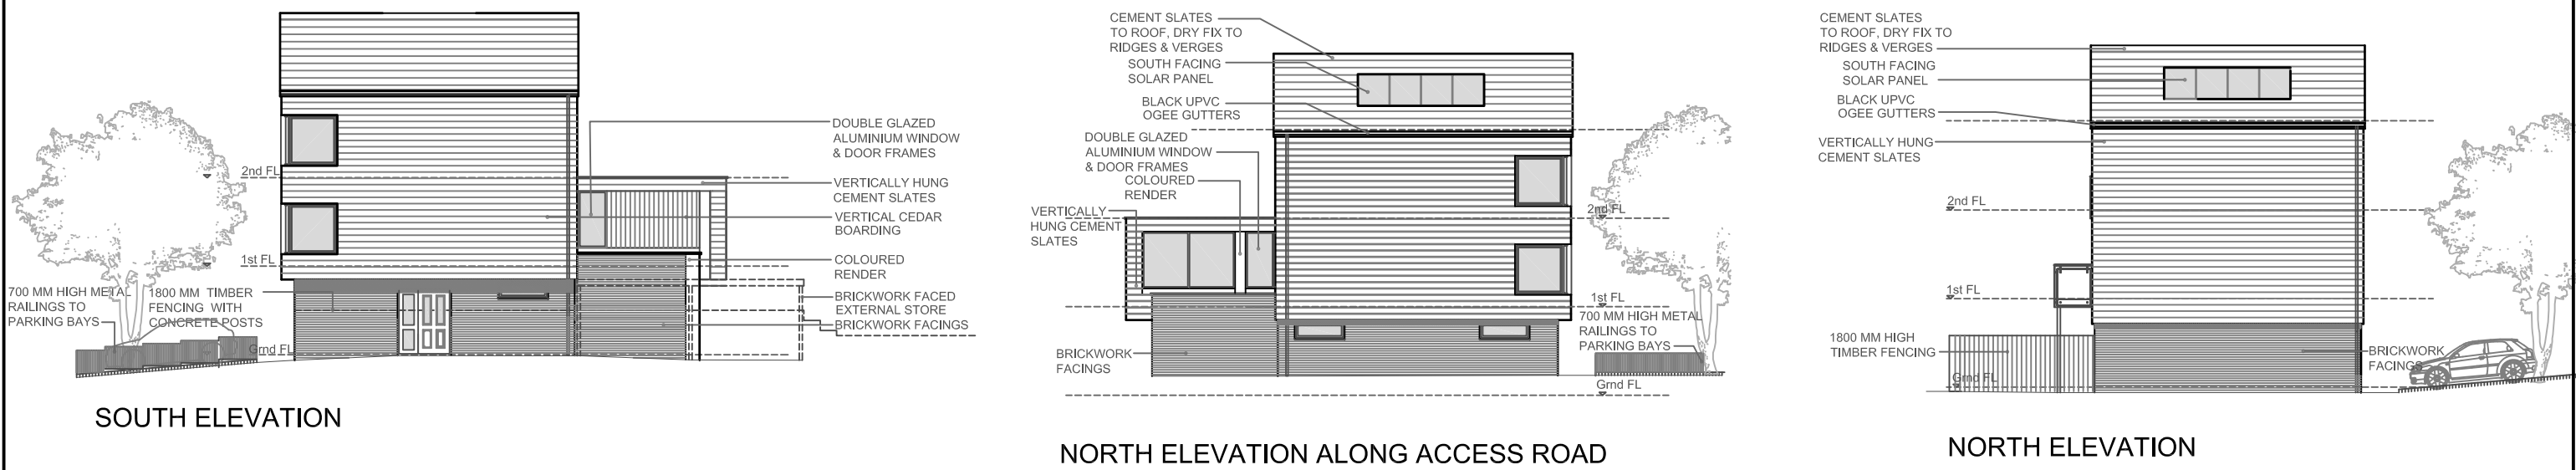 2nd FL
1st FL
700 MM HIGH METAL
RAILINGS TO
PARKING BAYS
1800 MM TIMBER
FENCING WITH
CONCRETE POSTS
Grnd FL
DOUBLE GLAZED
ALUMINIUM WINDOW
& DOOR FRAMES
VERTICALLY HUNG
CEMENT SLATES
VERTICAL CEDAR
BOARDING
COLOURED
RENDER
BRICKWORK FACED
EXTERNAL STORE
BRICKWORK FACINGS
SOUTH ELEVATION
CEMENT SLATES
TO ROOF, DRY FIX TO
RIDGES & VERGES
SOUTH FACING
SOLAR PANEL
BLACK UPVC
OGEE GUTTERS
DOUBLE GLAZED
ALUMINIUM WINDOW
& DOOR FRAMES
COLOURED
RENDER
VERTICALLY
HUNG CEMENT
SLATES
BRICKWORK
FACINGS
2nd FL
1st FL
700 MM HIGH METAL
RAILINGS TO
PARKING BAYS
Grnd FL
NORTH ELEVATION ALONG ACCESS ROAD
CEMENT SLATES
TO ROOF, DRY FIX TO
RIDGES & VERGES
SOUTH FACING
SOLAR PANEL
BLACK UPVC
OGEE GUTTERS
VERTICALLY HUNG
CEMENT SLATES
2nd FL
1st FL
1800 MM HIGH
TIMBER FENCING
Grnd FL
BRICKWORK
FACINGS
NORTH ELEVATION